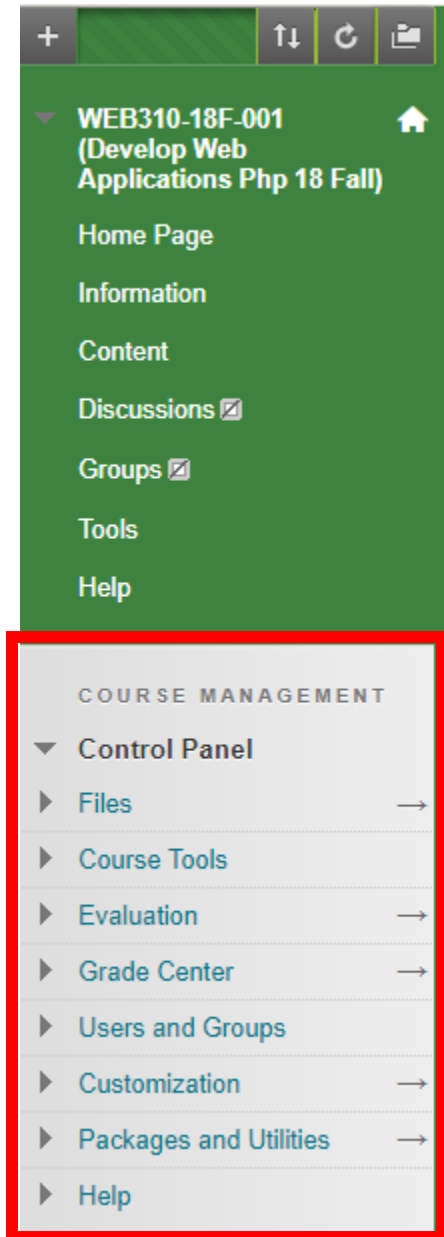 WEB310-18F-001
(Develop Web
Applications Php 18 Fall)
Home Page
Information
Content
Discussions
Groups
Tools
Help
COURSE MANAGEMENT
Control Panel
Files
Course Tools
Evaluation
Grade Center
Users and Groups
Customization
Packages and Utilities
Help